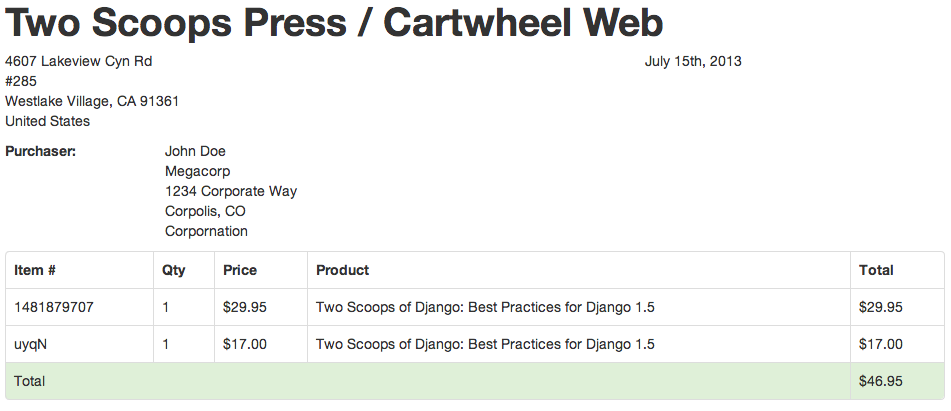 Two Scoops Press / Cartwheel Web
4607 Lakeview Cyn Rd July 15th, 2013
#285
Westlake Village, CA 91361
United States
Purchaser: John Doe
Megacorp
1234 Corporate Way
Corpolis, CO
Corpornation
Item # Qty Price Product Total
1481879707 1 $29.95 Two Scoops of Django: Best Practices for Django 1.5 $29.95
uyqN 1 $17.00 Two Scoops of Django: Best Practices for Django 1.5 $17.00
Total $46.95